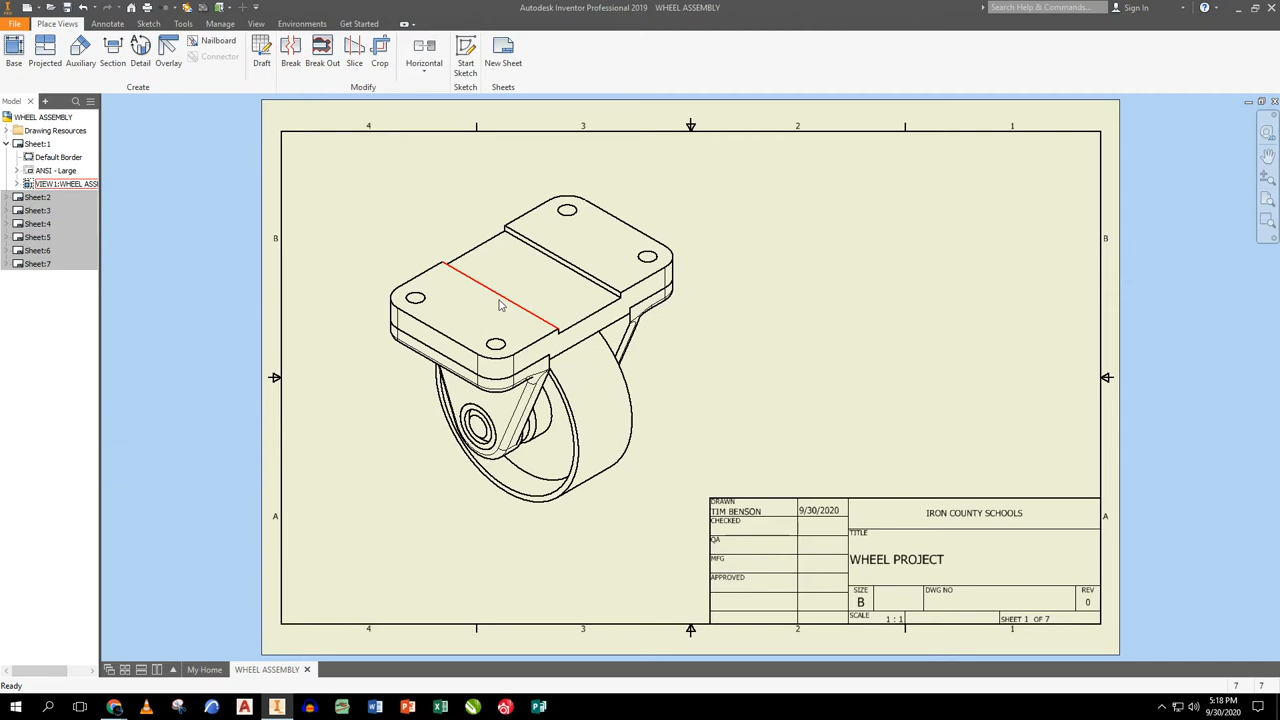 Autodesk Inventor Professional 2019   WHEEL ASSEMBLY
Search Help & Commands...
Sign In
File Place Views Annotate Sketch Tools Manage View Environments Get Started
Base Projected Auxiliary Section Detail Overlay
Nailboard
Connector
Draft Break Break Out Slice Crop Horizontal
Start Sketch
New Sheet
Create Modify Sketch Sheets
Model
WHEEL ASSEMBLY
Drawing Resources
Sheet:1
Default Border
ANSI - Large
VIEW1:WHEEL ASS
Sheet:2
Sheet:3
Sheet:4
Sheet:5
Sheet:6
Sheet:7
4 3 2 1
B B
A A
DRAWN
TIM BENSON 9/30/2020
CHECKED
QA
MFG
APPROVED
IRON COUNTY SCHOOLS
TITLE
WHEEL PROJECT
SIZE
B
DWG NO
REV
0
SCALE 1 : 1
SHEET 1 OF 7
4 3 2 1
My Home WHEEL ASSEMBLY
Ready
7 7
5:18 PM
9/30/2020